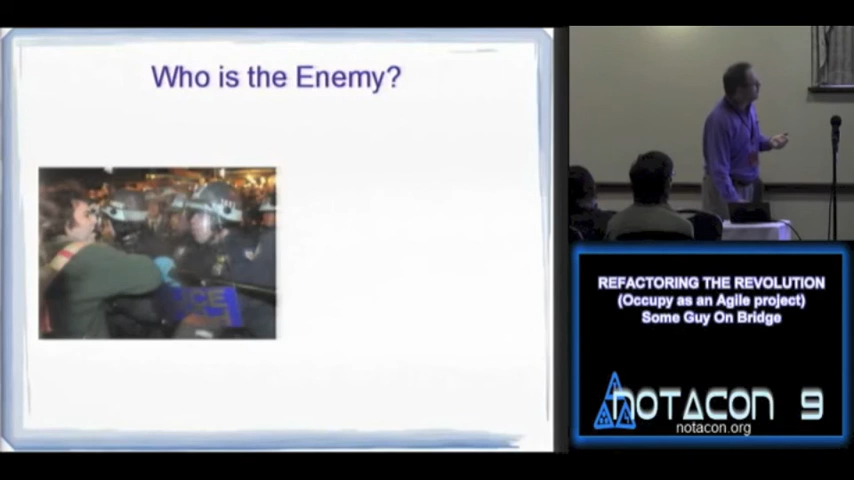 Who is the Enemy?
REFACTORING THE REVOLUTION
(Occupy as an Agile project)
Some Guy On Bridge
NOTACON 9
notacon.org